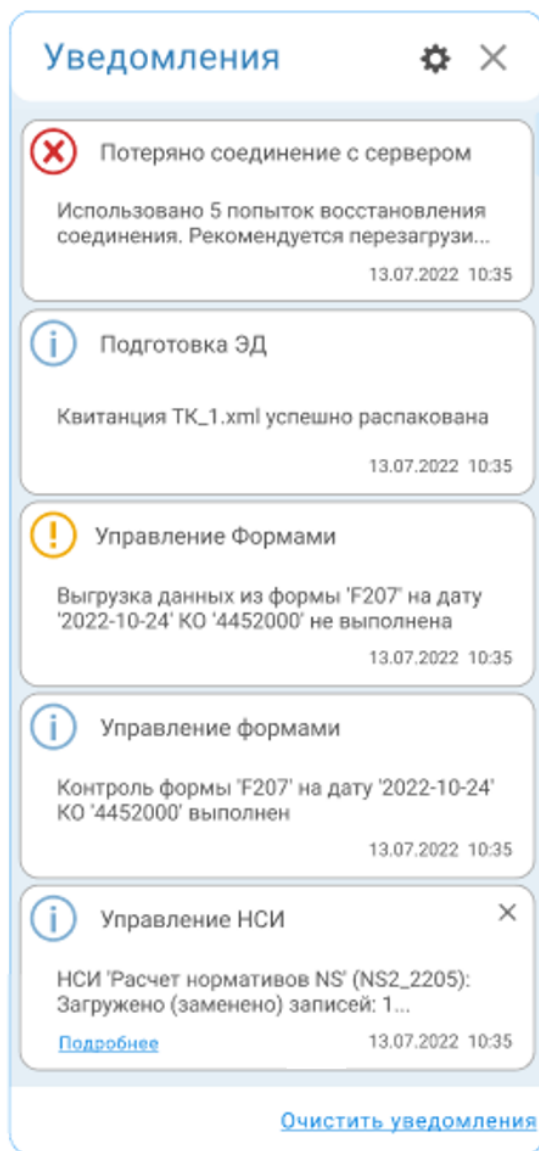 Уведомления
Потеряно соединение с сервером
Использовано 5 попыток восстановления
соединения. Рекомендуется перезагрузи...
13.07.2022 10:35
Подготовка ЭД
Квитанция ТК_1.xml успешно распакована
13.07.2022 10:35
Управление Формами
Выгрузка данных из формы 'F207' на дату
'2022-10-24' КО '4452000' не выполнена
13.07.2022 10:35
Управление формами
Контроль формы 'F207' на дату '2022-10-24'
КО '4452000' выполнен
13.07.2022 10:35
Управление НСИ
НСИ 'Расчет нормативов NS' (NS2_2205):
Загружено (заменено) записей: 1...
Подробнее 13.07.2022 10:35
Очистить уведомления